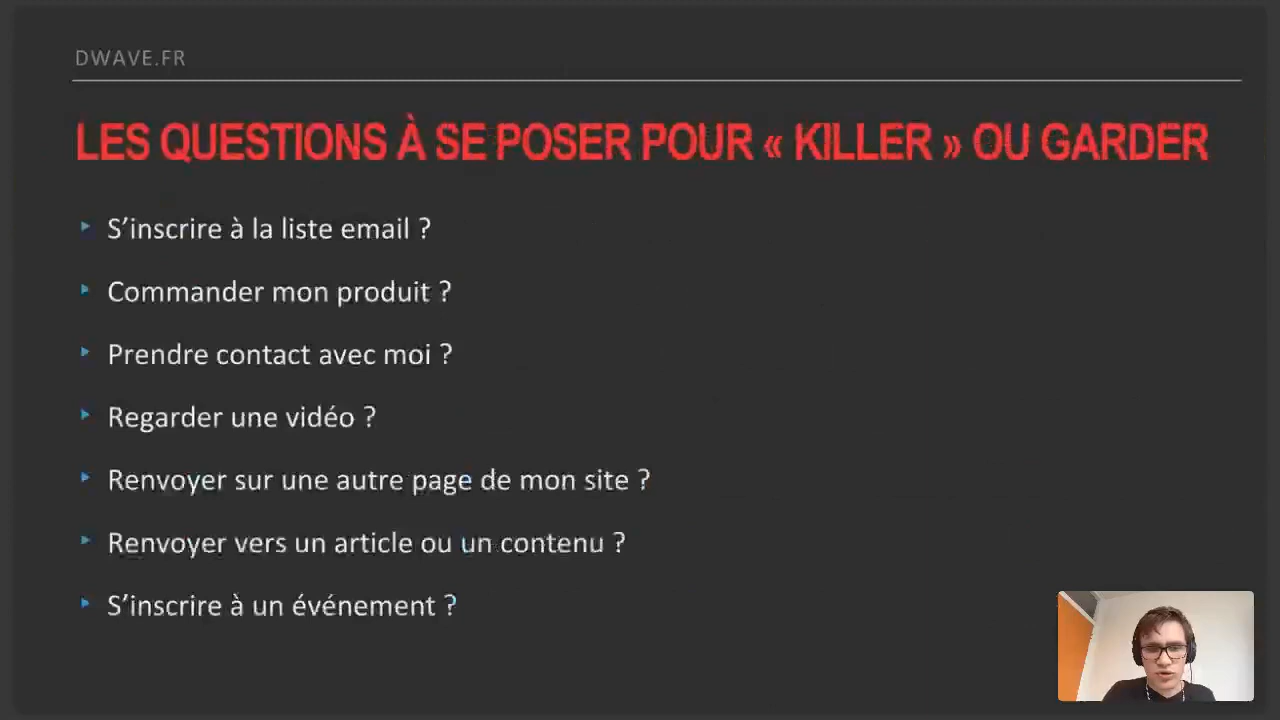 DWAVE.FR
LES QUESTIONS À SE POSER POUR « KILLER » OU GARDER
S’inscrire à la liste email ?
Commander mon produit ?
Prendre contact avec moi ?
Regarder une vidéo ?
Renvoyer sur une autre page de mon site ?
Renvoyer vers un article ou un contenu ?
S’inscrire à un événement ?